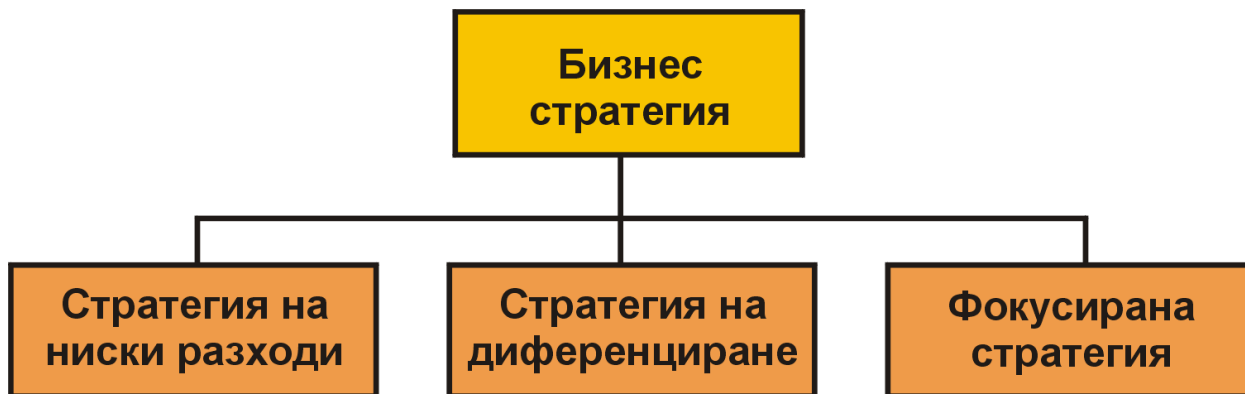 Бизнес
стратегия
Стратегия на
ниски разходи
Стратегия на
диференциране
Фокусирана
стратегия